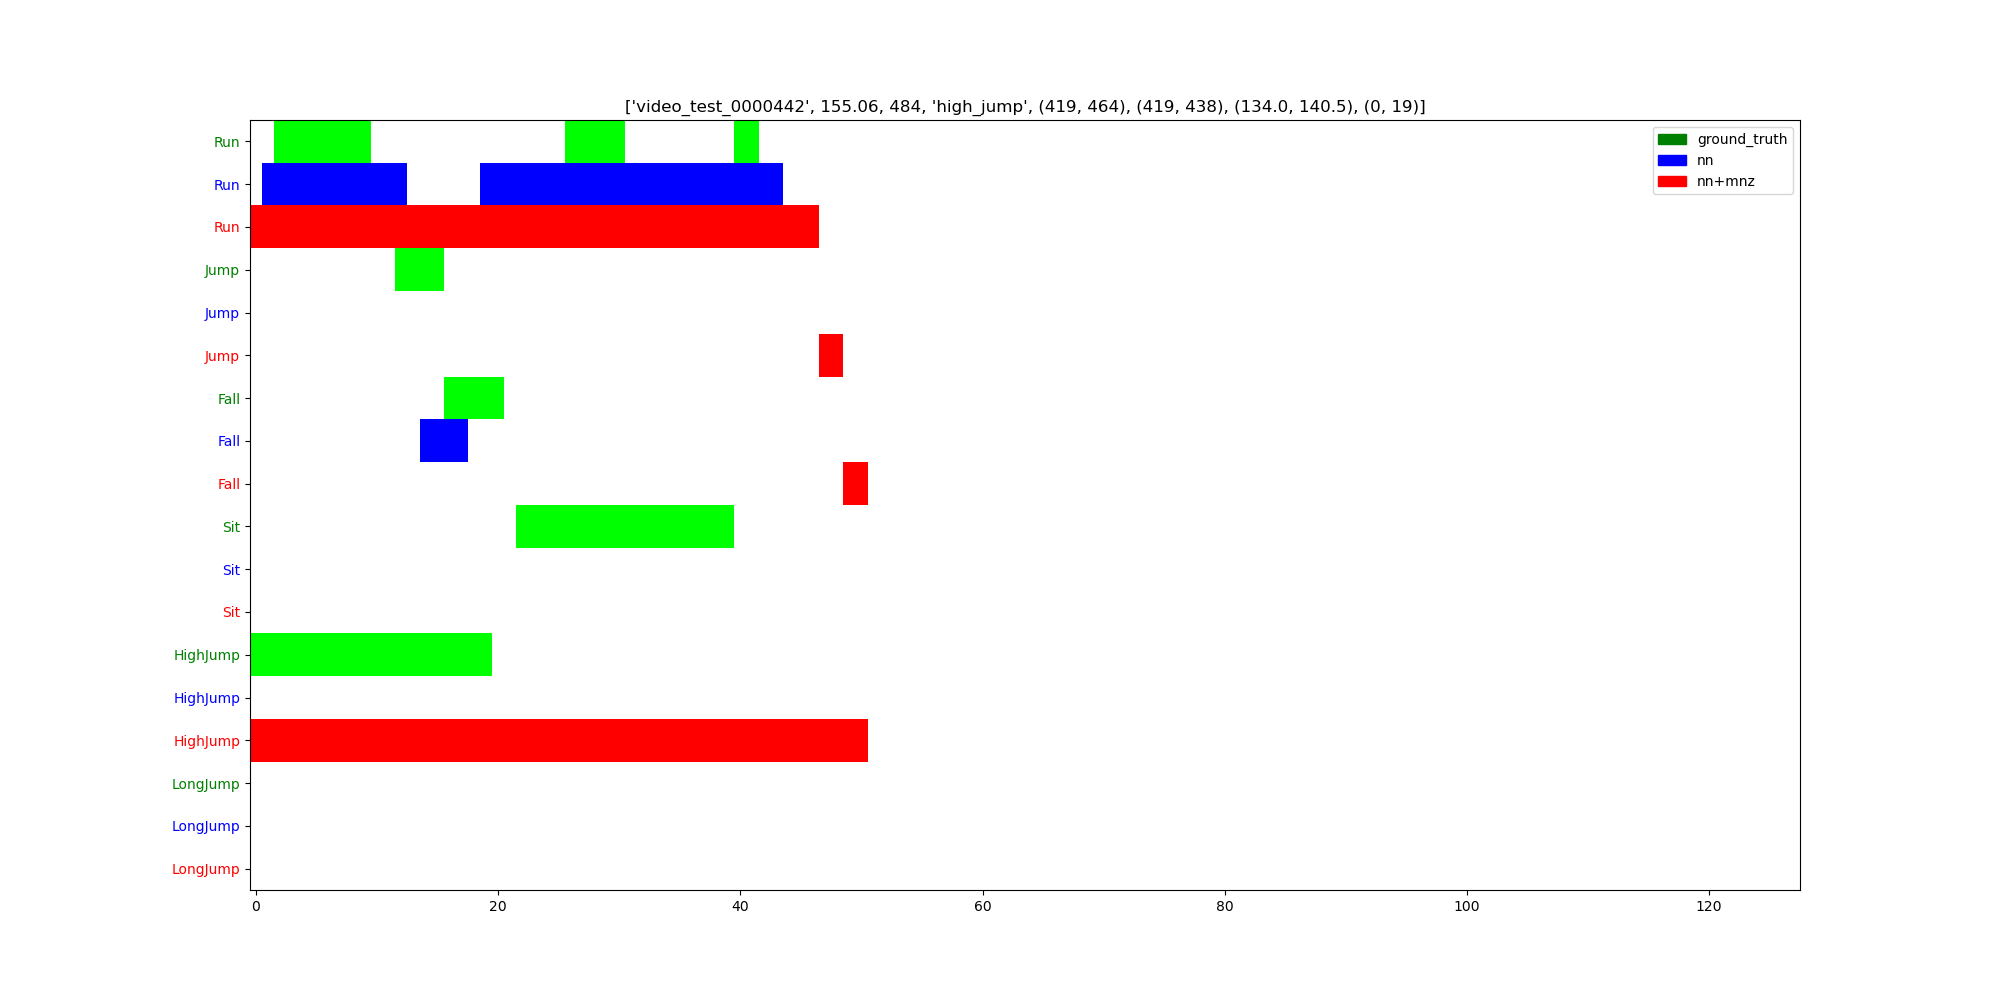 ['video_test_0000442', 155.06, 484, 'high_jump', (419, 464), (419, 438), (134.0, 140.5), (0, 19)]
ground_truth
nn
nn+mnz
Run
Run
Run
Jump
Jump
Jump
Fall
Fall
Fall
Sit
Sit
Sit
HighJump
HighJump
HighJump
LongJump
LongJump
LongJump
0 20 40 60 80 100 120